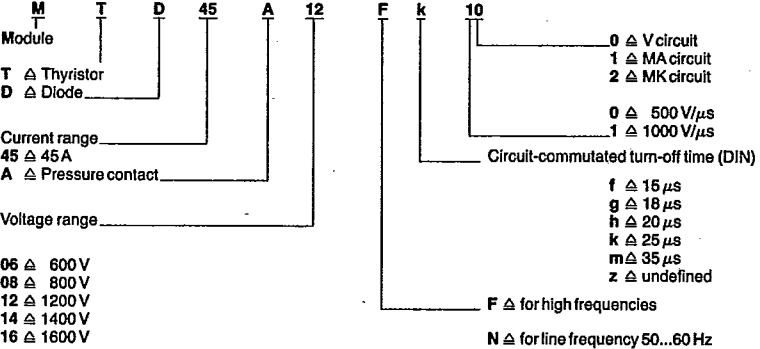 M T D 45 A 12 F k 10
Module
T ≙ Thyristor
D ≙ Diode
Current range
45 ≙ 45 A
A ≙ Pressure contact
Voltage range
06 ≙ 600 V
08 ≙ 800 V
12 ≙ 1200 V
14 ≙ 1400 V
16 ≙ 1600 V
0 ≙ V circuit
1 ≙ MA circuit
2 ≙ MK circuit
0 ≙ 500 V/μs
1 ≙ 1000 V/μs
Circuit-commutated turn-off time (DIN)
f ≙ 15 μs
g ≙ 18 μs
h ≙ 20 μs
k ≙ 25 μs
m ≙ 35 μs
z ≙ undefined
F ≙ for high frequencies
N ≙ for line frequency 50...60 Hz